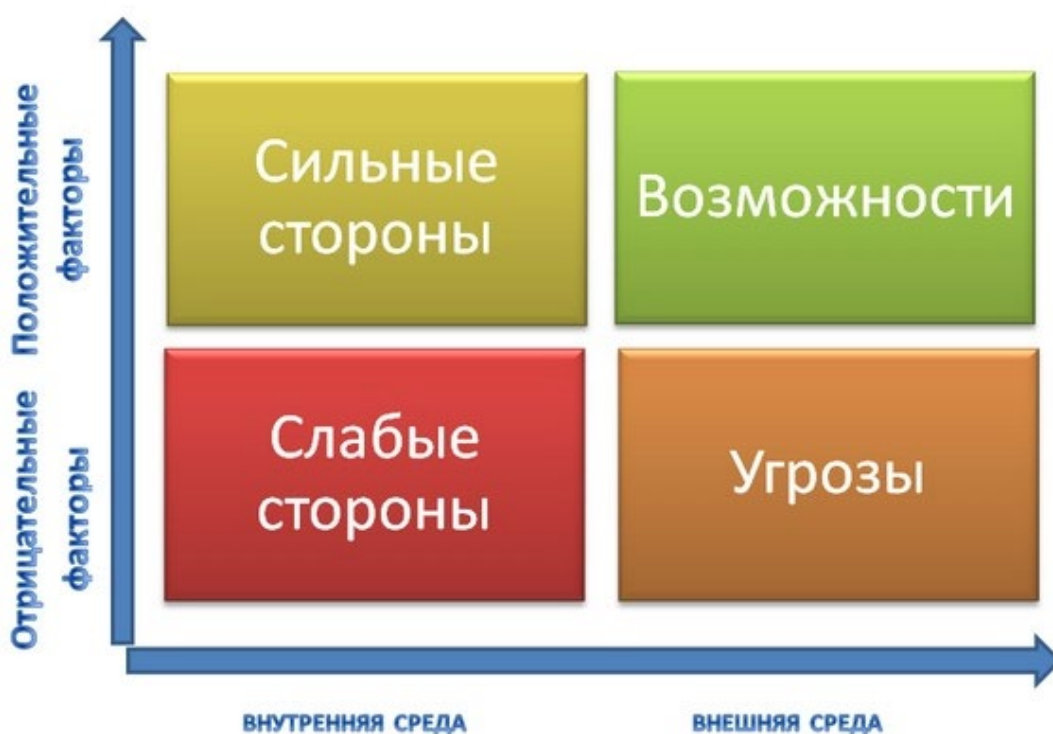 Положительные
факторы
Сильные
стороны
Возможности
Отрицательные
факторы
Слабые
стороны
Угрозы
ВНУТРЕННЯЯ СРЕДА
ВНЕШНЯЯ СРЕДА